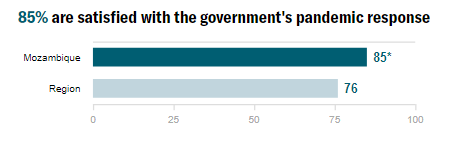 85% are satisfied with the government's pandemic response
Mozambique 85*
Region 76
0 25 50 75 100